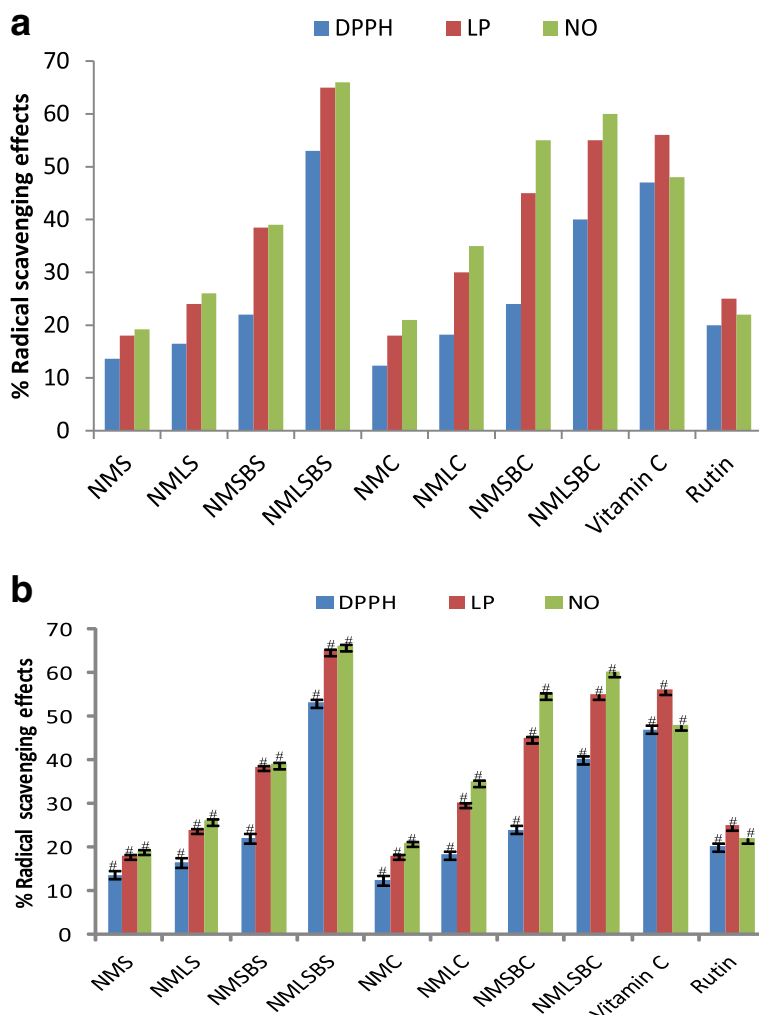 a
DPPH LP NO
% Radical scavenging effects
70
60
50
40
30
20
10
0
NMS NMLS NMSBS NMLSBS NMC NMLC NMSBC NMLSBC Vitamin C Rutin
b
DPPH LP NO
% Radical scavenging effects
70
60
50
40
30
20
10
0
# # # # # # # # # # # # # # # # # # # # # # # # # # # # # #
NMS NMLS NMSBS NMLSBS NMC NMLC NMSBC NMLSBC Vitamin C Rutin